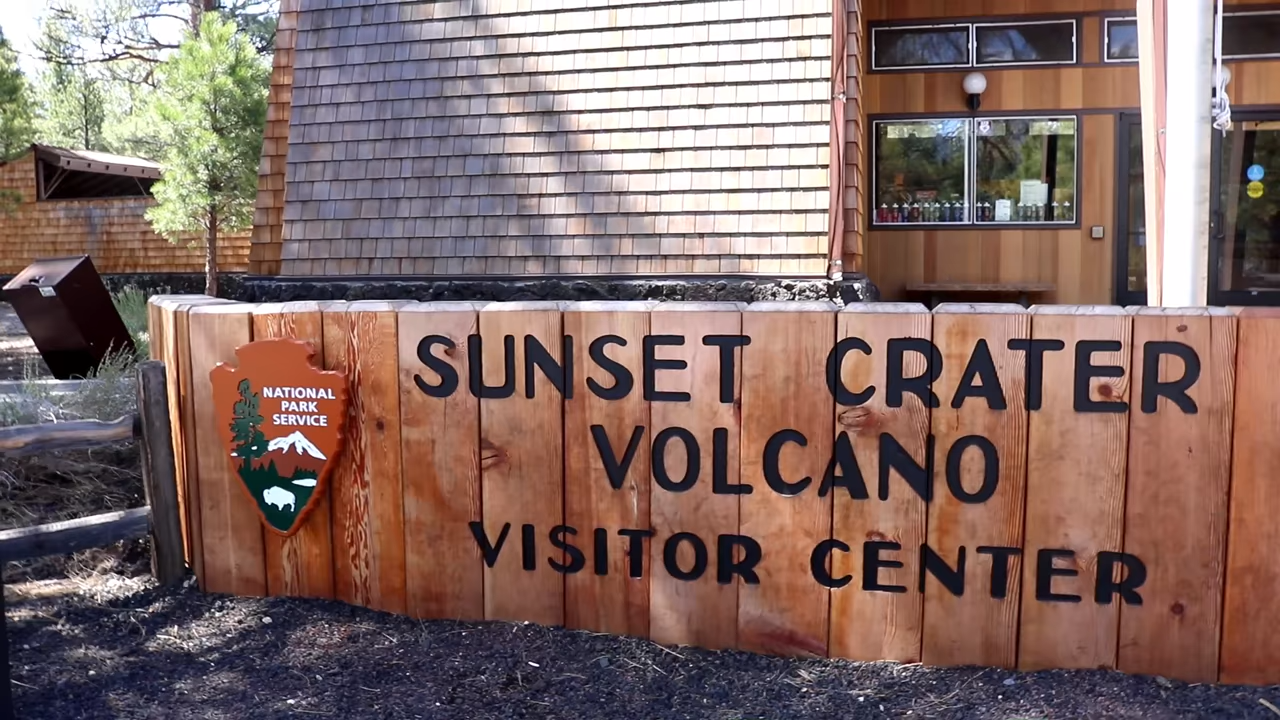 NATIONAL
PARK
SERVICE
SUNSET CRATER
VOLCANO
VISITOR CENTER